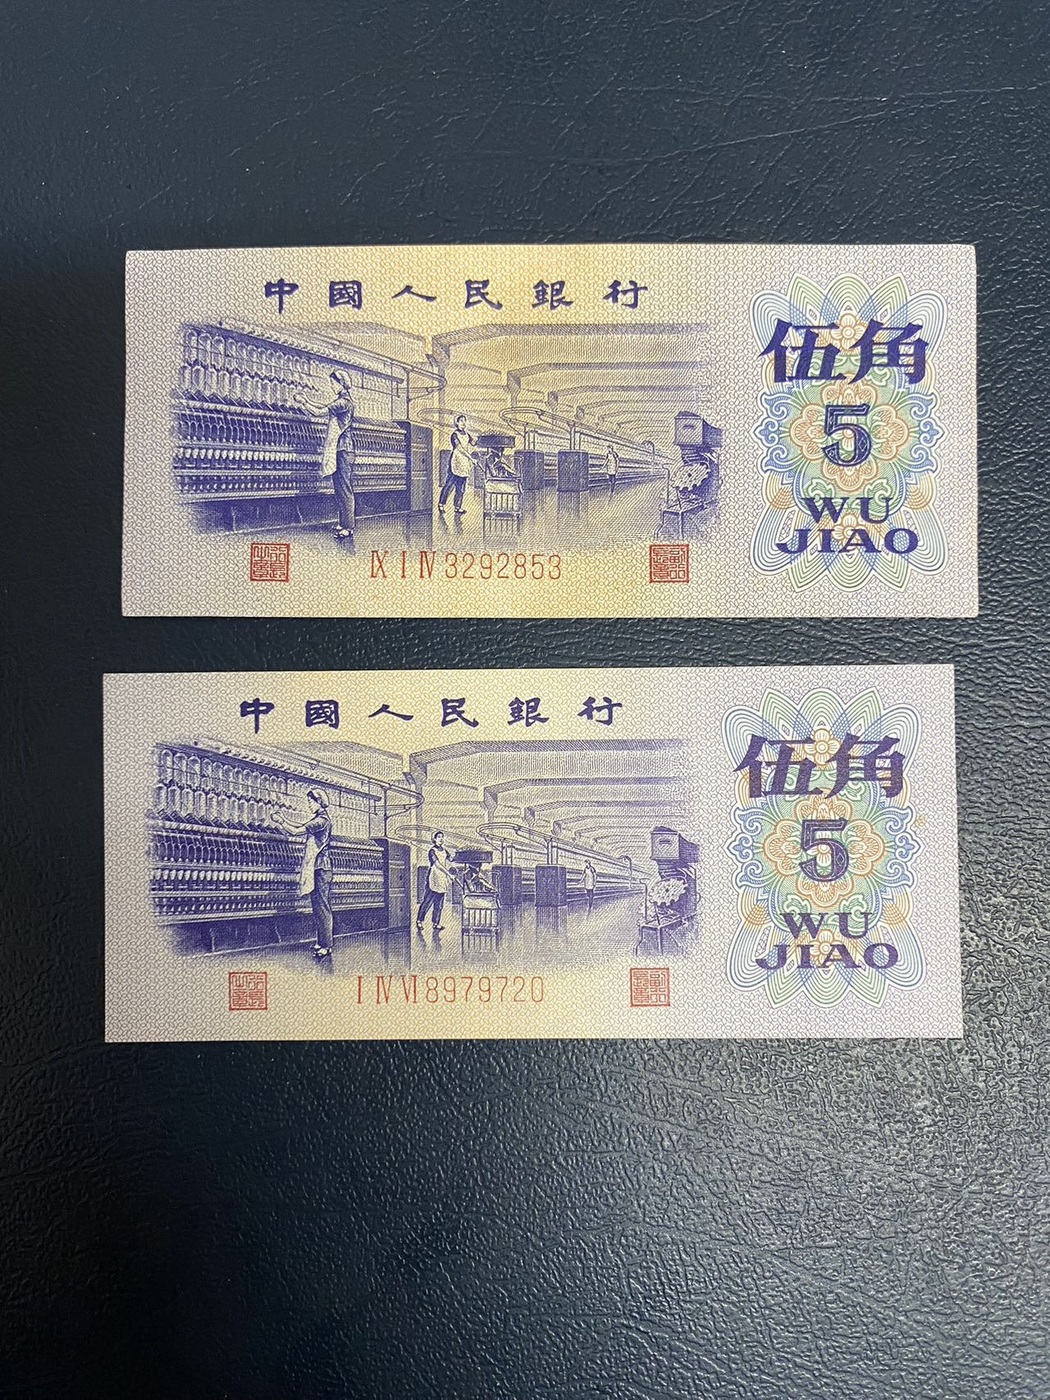 中國人民銀行
伍角
5
WU
JIAO
Ⅸ Ⅰ Ⅳ 3292853
中國人民銀行
伍角
5
WU
JIAO
Ⅰ Ⅳ Ⅵ 8979720